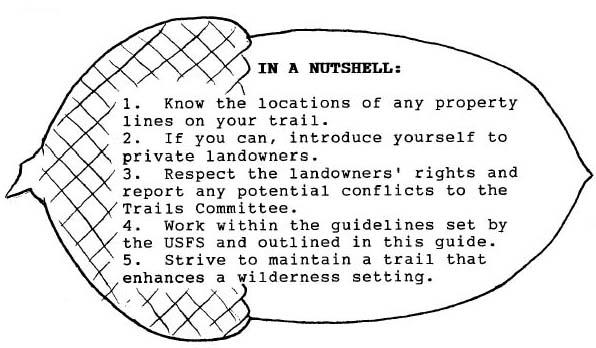 IN A NUTSHELL:
1. Know the locations of any property
lines on your trail.
2. If you can, introduce yourself to
private landowners.
3. Respect the landowners' rights and
report any potential conflicts to the
Trails Committee.
4. Work within the guidelines set by
the USFS and outlined in this guide.
5. Strive to maintain a trail that
enhances a wilderness setting.